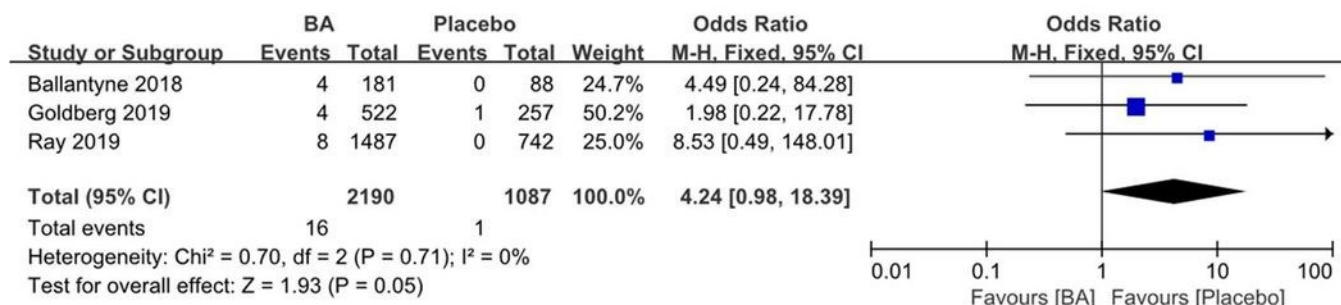 BA Placebo Odds Ratio Odds Ratio
Study or Subgroup Events Total Events Total Weight M-H, Fixed, 95% CI M-H, Fixed, 95% CI
Ballantyne 2018 4 181 0 88 24.7% 4.49 [0.24, 84.28]
Goldberg 2019 4 522 1 257 50.2% 1.98 [0.22, 17.78]
Ray 2019 8 1487 0 742 25.0% 8.53 [0.49, 148.01]
Total (95% CI) 2190 1087 100.0% 4.24 [0.98, 18.39]
Total events 16 1
Heterogeneity: Chi² = 0.70, df = 2 (P = 0.71); I² = 0%
Test for overall effect: Z = 1.93 (P = 0.05)
0.01 0.1 1 10 100
Favours [BA] Favours [Placebo]